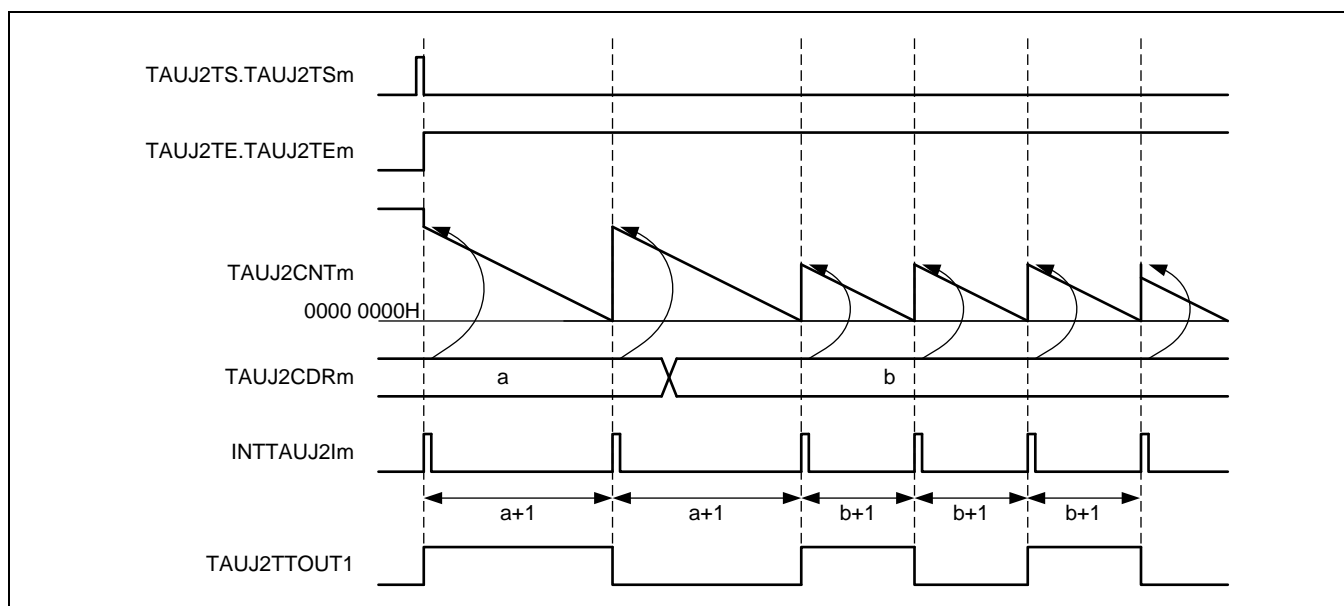 TAUJ2TS.TAUJ2TSm
TAUJ2TE.TAUJ2TEm
TAUJ2CNTm
0000 0000H
TAUJ2CDRm
a
b
INTTAUJ2Im
a+1
a+1
b+1
b+1
b+1
TAUJ2TTOUT1